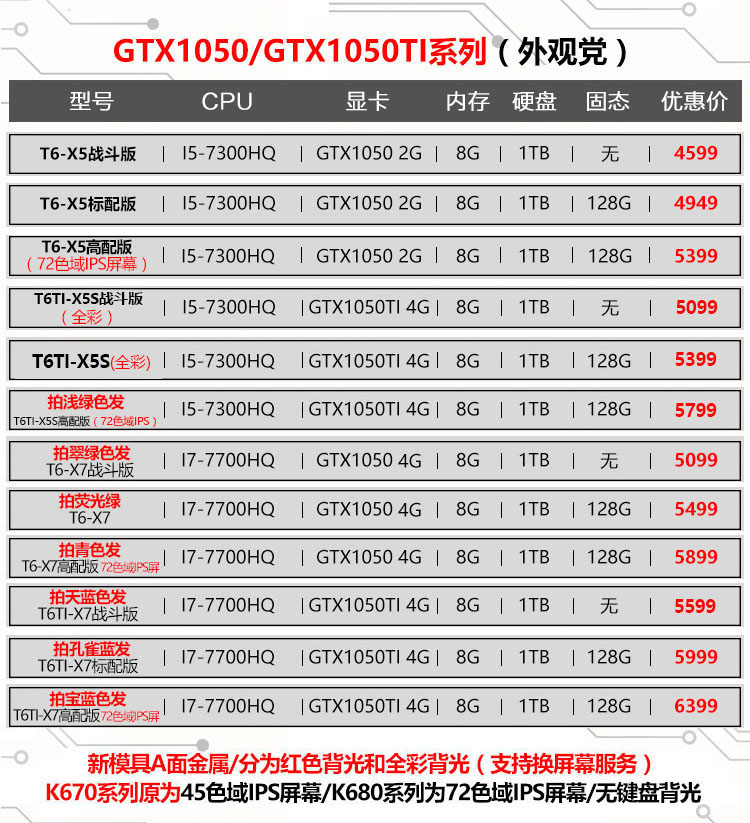 GTX1050/GTX1050TI系列（外观党）
型号 CPU 显卡 内存 硬盘 固态 优惠价
T6-X5战斗版 | I5-7300HQ | GTX1050 2G | 8G | 1TB | 无 | 4599
T6-X5标配版 | I5-7300HQ | GTX1050 2G | 8G | 1TB | 128G | 4949
T6-X5高配版
（72色域IPS屏幕） | I5-7300HQ | GTX1050 2G | 8G | 1TB | 128G | 5399
T6TI-X5S战斗版
（全彩） | I5-7300HQ | GTX1050TI 4G | 8G | 1TB | 无 | 5099
T6TI-X5S(全彩) | I5-7300HQ | GTX1050TI 4G | 8G | 1TB | 128G | 5399
拍浅绿色发
T6TI-X5S高配版（72色域IPS） | I5-7300HQ | GTX1050TI 4G | 8G | 1TB | 128G | 5799
拍翠绿色发
T6-X7战斗版 | I7-7700HQ | GTX1050 4G | 8G | 1TB | 无 | 5099
拍荧光绿
T6-X7 | I7-7700HQ | GTX1050 4G | 8G | 1TB | 128G | 5499
拍青色发
T6-X7高配版 72色域IPS屏 | I7-7700HQ | GTX1050 4G | 8G | 1TB | 128G | 5899
拍天蓝色发
T6TI-X7战斗版 | I7-7700HQ | GTX1050TI 4G | 8G | 1TB | 无 | 5599
拍孔雀蓝发
T6TI-X7标配版 | I7-7700HQ | GTX1050TI 4G | 8G | 1TB | 128G | 5999
拍宝蓝色发
T6TI-X7高配版72色域IPS屏 | I7-7700HQ | GTX1050TI 4G | 8G | 1TB | 128G | 6399
新模具A面金属/分为红色背光和全彩背光（支持换屏幕服务）
K670系列原为45色域IPS屏幕/K680系列为72色域IPS屏幕/无键盘背光